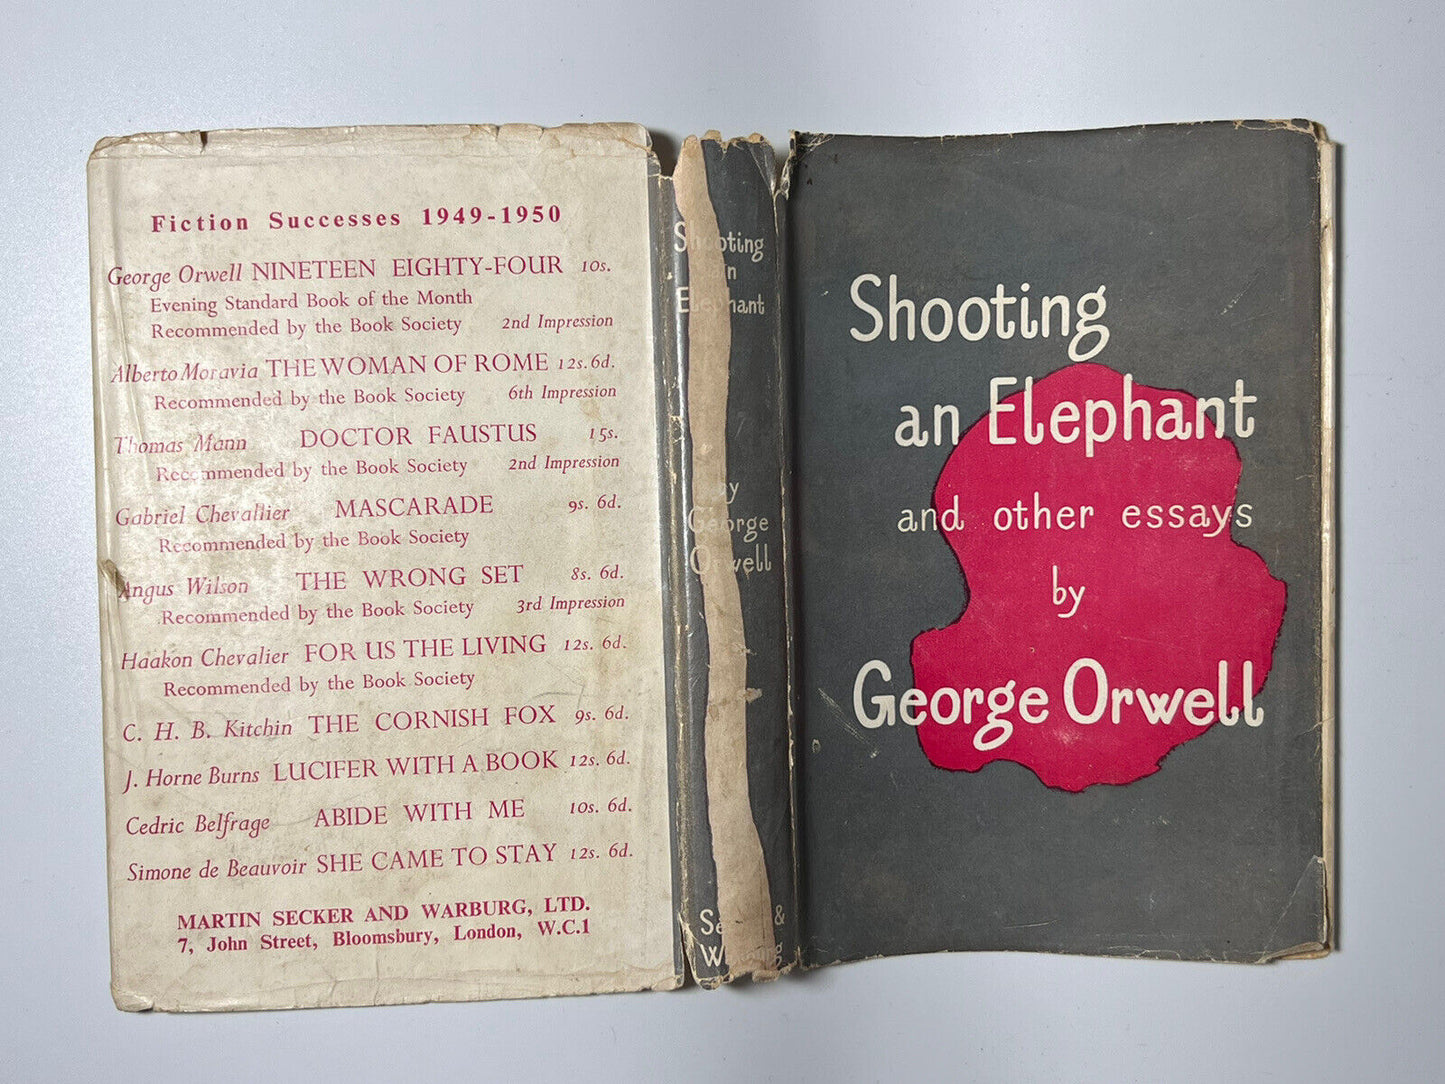 Fiction Successes 1949-1950
George Orwell NINETEEN EIGHTY-FOUR 10s.
Evening Standard Book of the Month
Recommended by the Book Society 2nd Impression
Alberto Moravia THE WOMAN OF ROME 12s. 6d.
Recommended by the Book Society 6th Impression
Thomas Mann DOCTOR FAUSTUS 15s.
Recommended by the Book Society 2nd Impression
Gabriel Chevallier MASCARADE 9s. 6d.
Recommended by the Book Society
Angus Wilson THE WRONG SET 8s. 6d.
Recommended by the Book Society 3rd Impression
Haakon Chevalier FOR US THE LIVING 12s. 6d.
Recommended by the Book Society
C. H. B. Kitchin THE CORNISH FOX 9s. 6d.
J. Horne Burns LUCIFER WITH A BOOK 12s. 6d.
Cedric Belfrage ABIDE WITH ME 10s. 6d.
Simone de Beauvoir SHE CAME TO STAY 12s. 6d.
MARTIN SECKER AND WARBURG, LTD.
7, John Street, Bloomsbury, London, W.C.1
Shooting
an
Elephant
by
George
Orwell
&
Shooting
an Elephant
and other essays
by
George Orwell